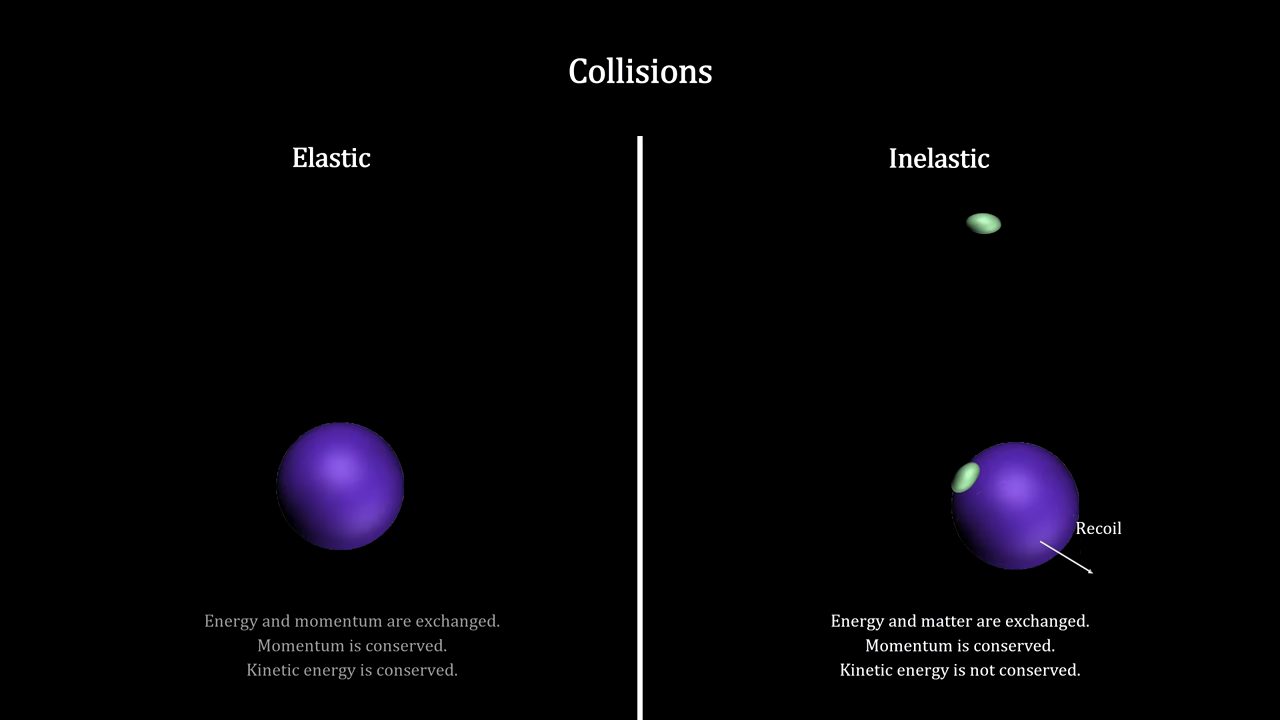 Collisions
Elastic
Inelastic
Recoil
Energy and momentum are exchanged.
Momentum is conserved.
Kinetic energy is conserved.
Energy and matter are exchanged.
Momentum is conserved.
Kinetic energy is not conserved.